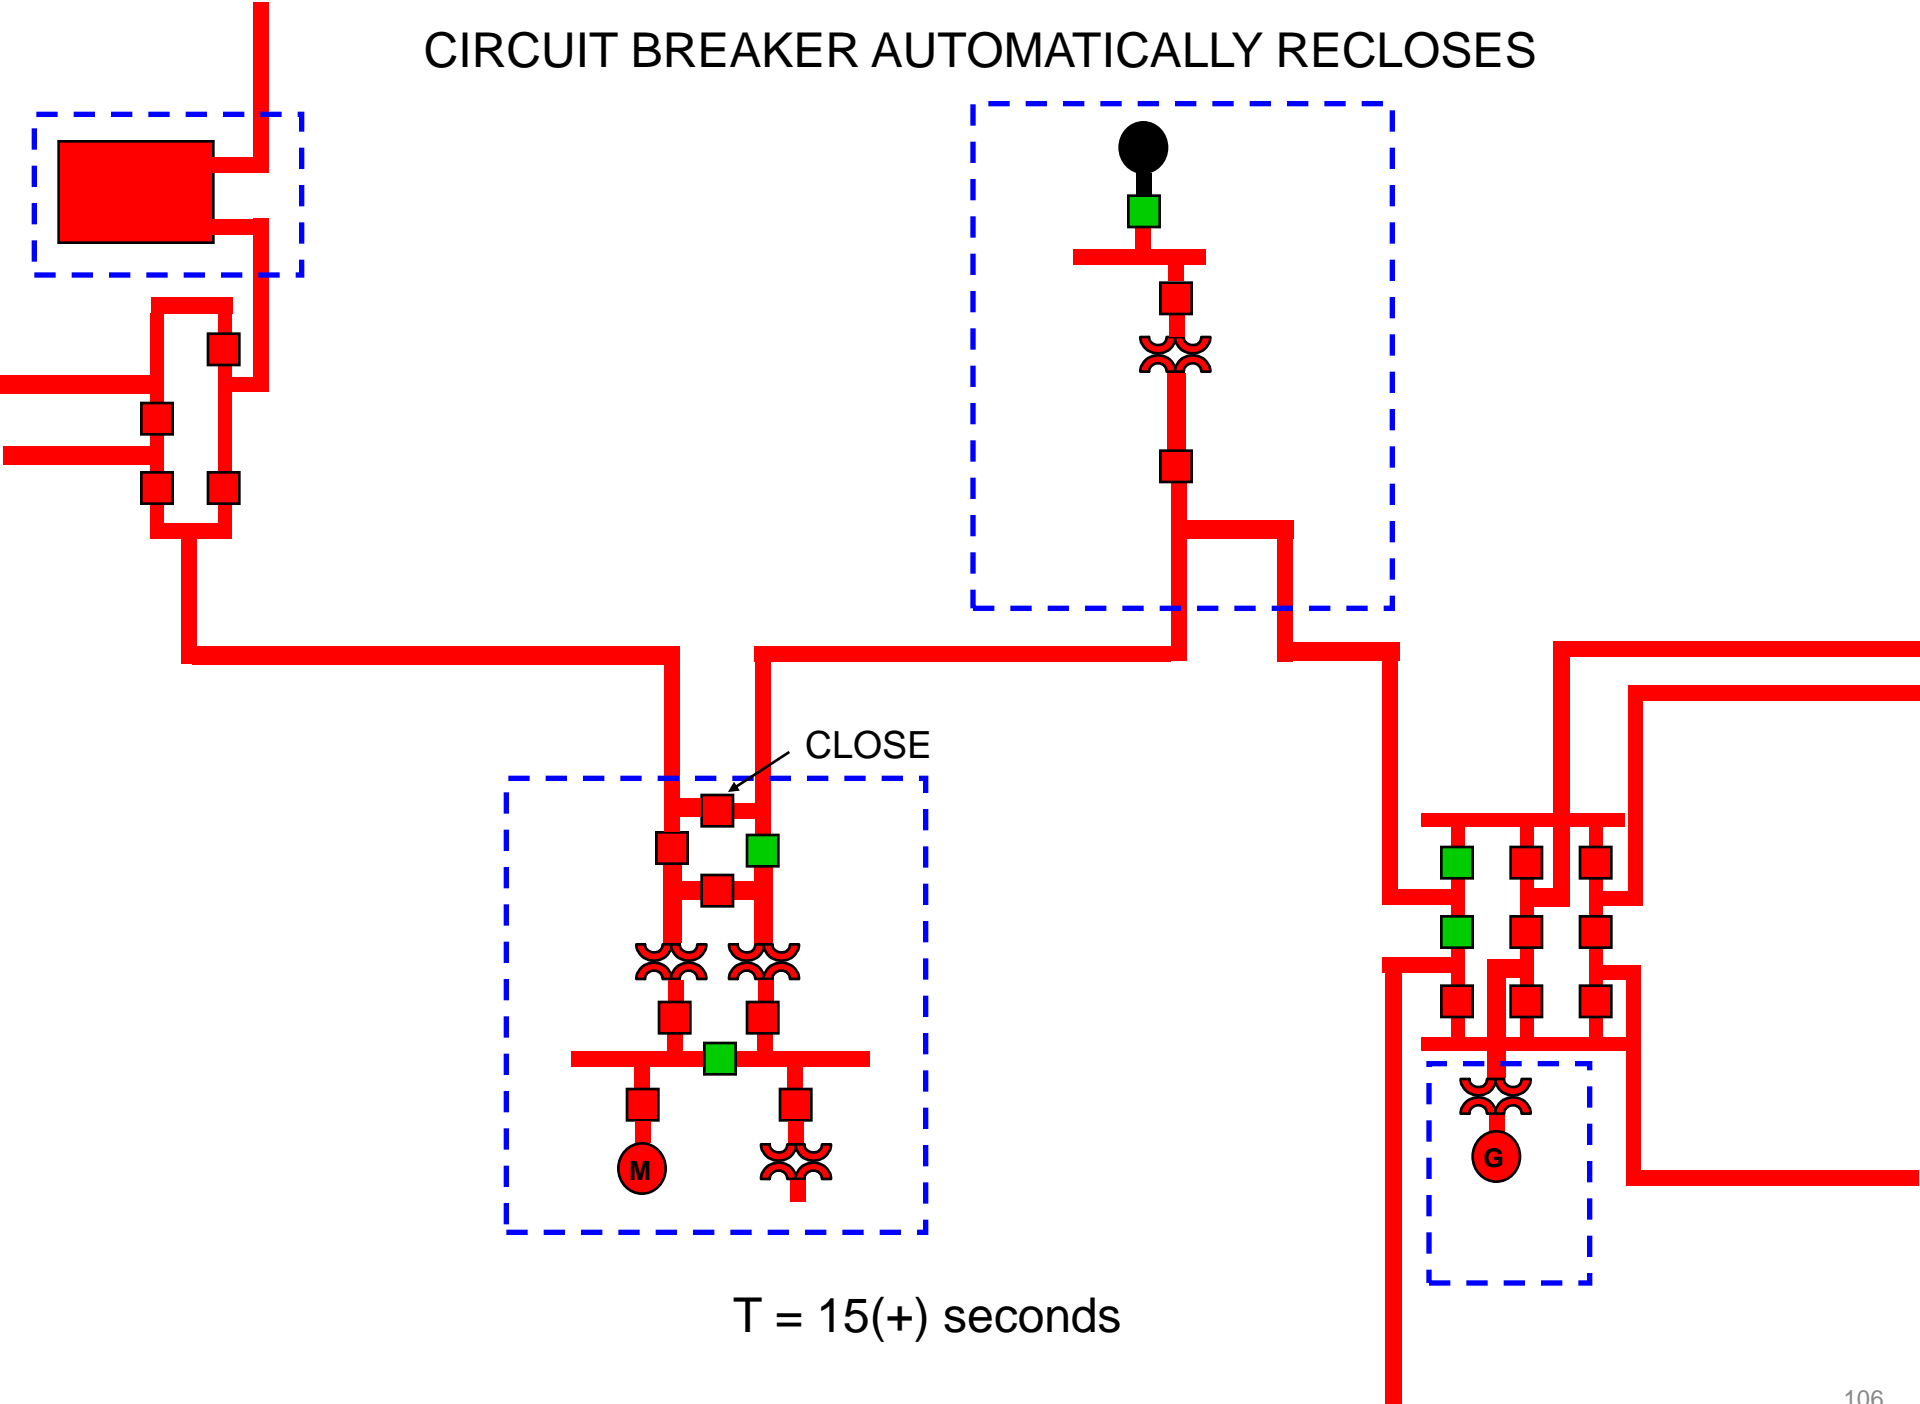 CIRCUIT BREAKER AUTOMATICALLY RECLOSES
CLOSE
M
G
T = 15(+) seconds
106